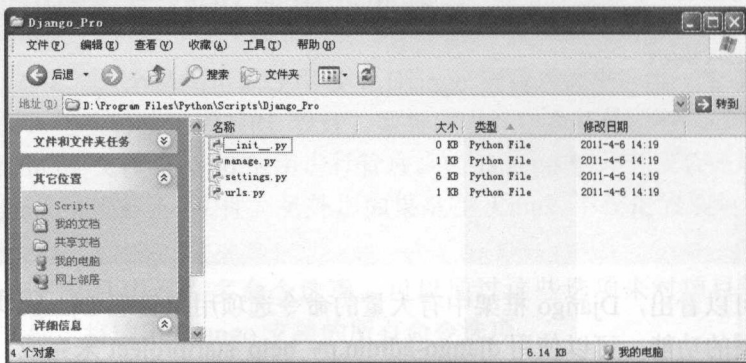 Django_Pro
文件(F) 编辑(E) 查看(V) 收藏(A) 工具(T) 帮助(H)
后退 搜索 文件夹
地址(D) D:\Program Files\Python\Scripts\Django_Pro 转到
文件和文件夹任务
其它位置
Scripts
我的文档
共享文档
我的电脑
网上邻居
详细信息
名称 大小 类型 修改日期
__init__.py 0 KB Python File 2011-4-6 14:19
manage.py 1 KB Python File 2011-4-6 14:19
settings.py 6 KB Python File 2011-4-6 14:19
urls.py 1 KB Python File 2011-4-6 14:19
4 个对象 6.14 KB 我的电脑